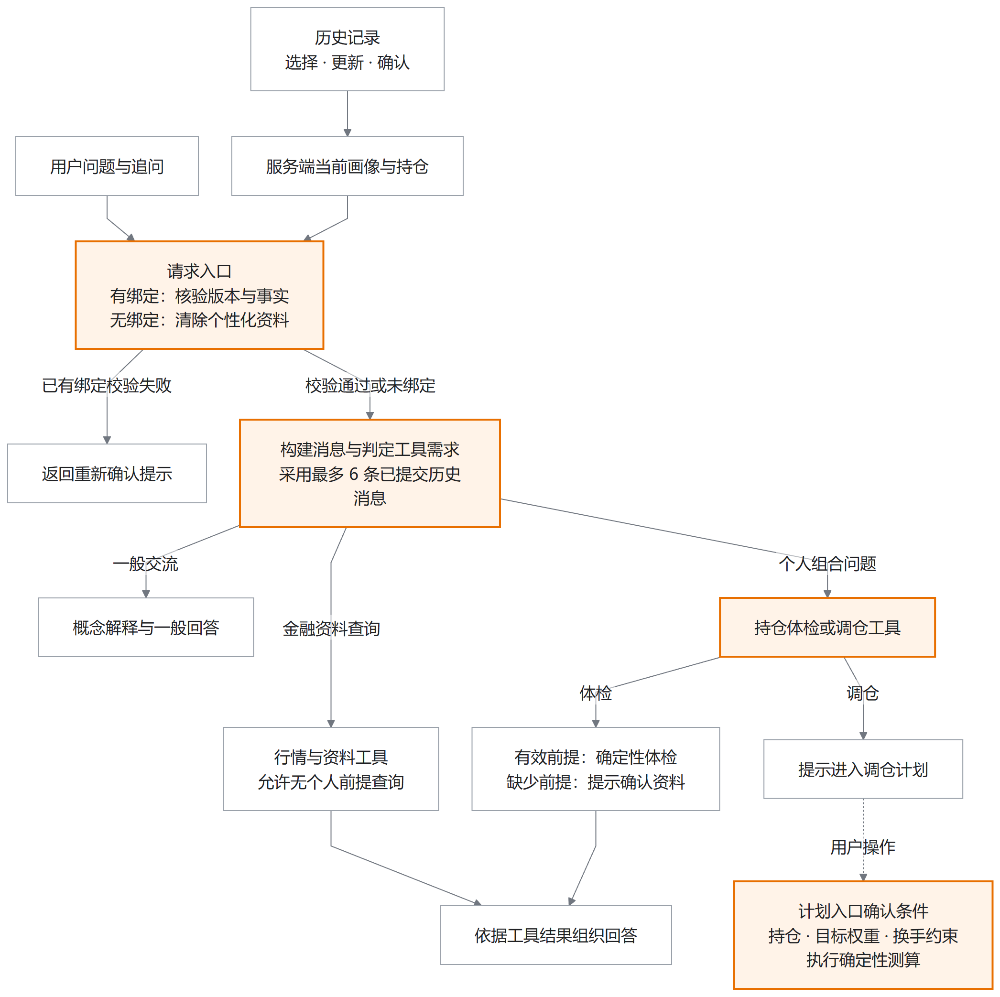 历史记录
选择 · 更新 · 确认
用户问题与追问
服务端当前画像与持仓
请求入口
有绑定：核验版本与事实
无绑定：清除个性化资料
已有绑定校验失败
校验通过或未绑定
返回重新确认提示
构建消息与判定工具需求
采用最多 6 条已提交历史
消息
一般交流
个人组合问题
概念解释与一般回答
金融资料查询
持仓体检或调仓工具
体检
调仓
行情与资料工具
允许无个人前提查询
有效前提：确定性体检
缺少前提：提示确认资料
提示进入调仓计划
用户操作
依据工具结果组织回答
计划入口确认条件
持仓 · 目标权重 · 换手约束
执行确定性测算